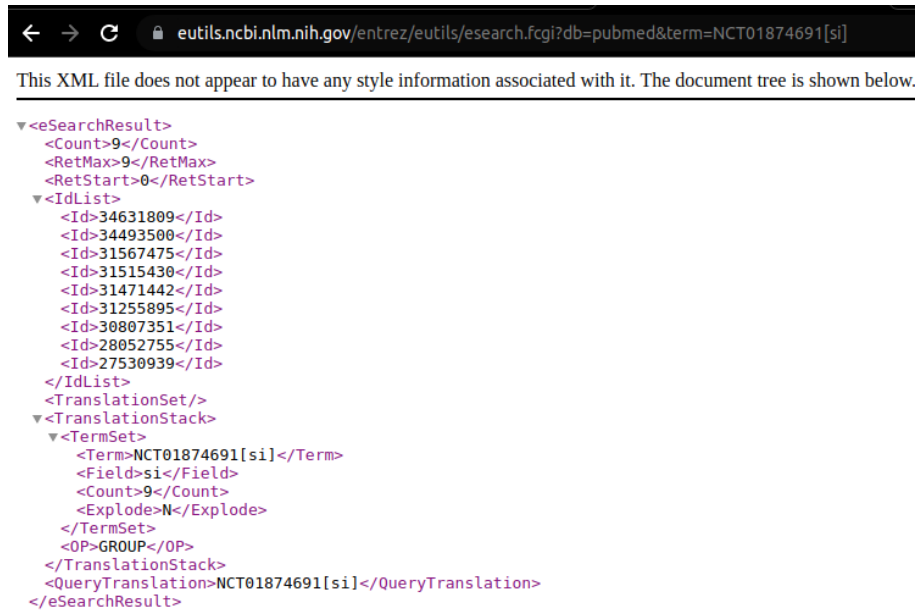 eutils.ncbi.nlm.nih.gov/entrez/eutils/esearch.fcgi?db=pubmed&term=NCT01874691[si]
This XML file does not appear to have any style information associated with it. The document tree is shown below.
▼<eSearchResult>
<Count>9</Count>
<RetMax>9</RetMax>
<RetStart>0</RetStart>
▼<IdList>
<Id>34631809</Id>
<Id>34493500</Id>
<Id>31567475</Id>
<Id>31515430</Id>
<Id>31471442</Id>
<Id>31255895</Id>
<Id>30807351</Id>
<Id>28052755</Id>
<Id>27530939</Id>
</IdList>
<TranslationSet/>
▼<TranslationStack>
▼<TermSet>
<Term>NCT01874691[si]</Term>
<Field>si</Field>
<Count>9</Count>
<Explode>N</Explode>
</TermSet>
<OP>GROUP</OP>
</TranslationStack>
<QueryTranslation>NCT01874691[si]</QueryTranslation>
</eSearchResult>